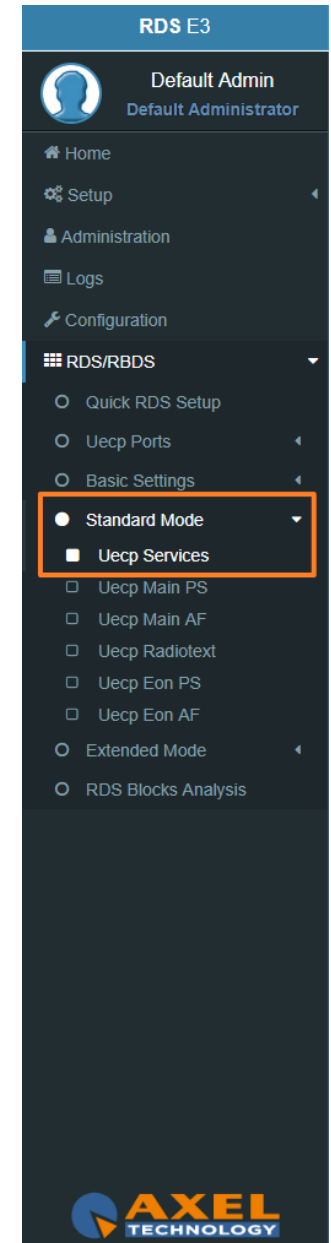 RDS E3
Default Admin
Default Administrator
Home
Setup
Administration
Logs
Configuration
RDS/RBDS
Quick RDS Setup
Uecp Ports
Basic Settings
Standard Mode
Uecp Services
Uecp Main PS
Uecp Main AF
Uecp Radiotext
Uecp Eon PS
Uecp Eon AF
Extended Mode
RDS Blocks Analysis
AXEL
TECHNOLOGY